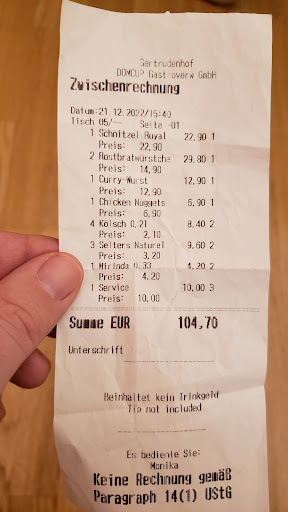 Gertrudenhof
DOMCUP Gastroverw GmbH
Zwischenrechnung
Datum:21.12.2022/15:40
Tisch 05/-- Seite -01
1 Schnitzel Royal 22,90 1
Preis: 22,90
2 Rostbratwürstche 29.80 1
Preis: 14,90
1 Curry-Wurst 12,90 1
Preis: 12,90
1 Chicken Nuggets 6,90 1
Preis: 6,90
4 Kölsch 0,2l 8,40 2
Preis: 2,10
3 Selters Naturel 9.60 2
Preis: 3,20
1 Mirinda 0.33 4,20 2
Preis: 4,20
1 Service 10,00 3
Preis: 10,00
Summe EUR 104,70
Unterschrift
Beinhaltet kein Trinkgeld
Tip not included
Es bediente Sie:
Monika
Keine Rechnung gemäß
Paragraph 14(1) UStG